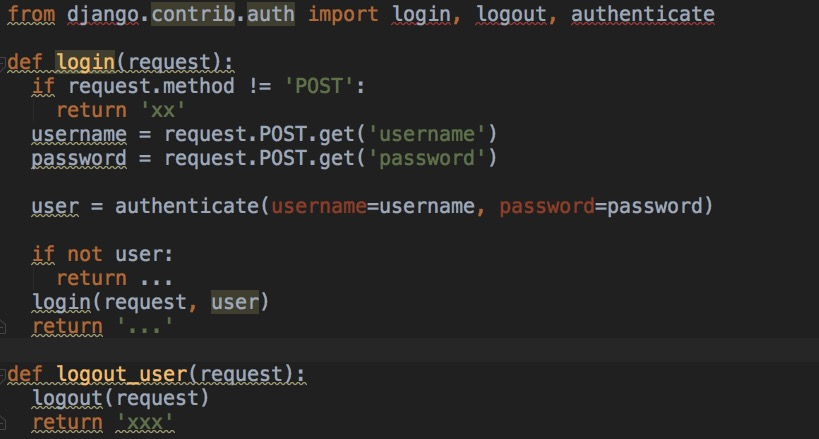 from django.contrib.auth import login, logout, authenticate
def login(request):
if request.method != 'POST':
return 'xx'
username = request.POST.get('username')
password = request.POST.get('password')
user = authenticate(username=username, password=password)
if not user:
return ...
login(request, user)
return '...'
def logout_user(request):
logout(request)
return 'xxx'